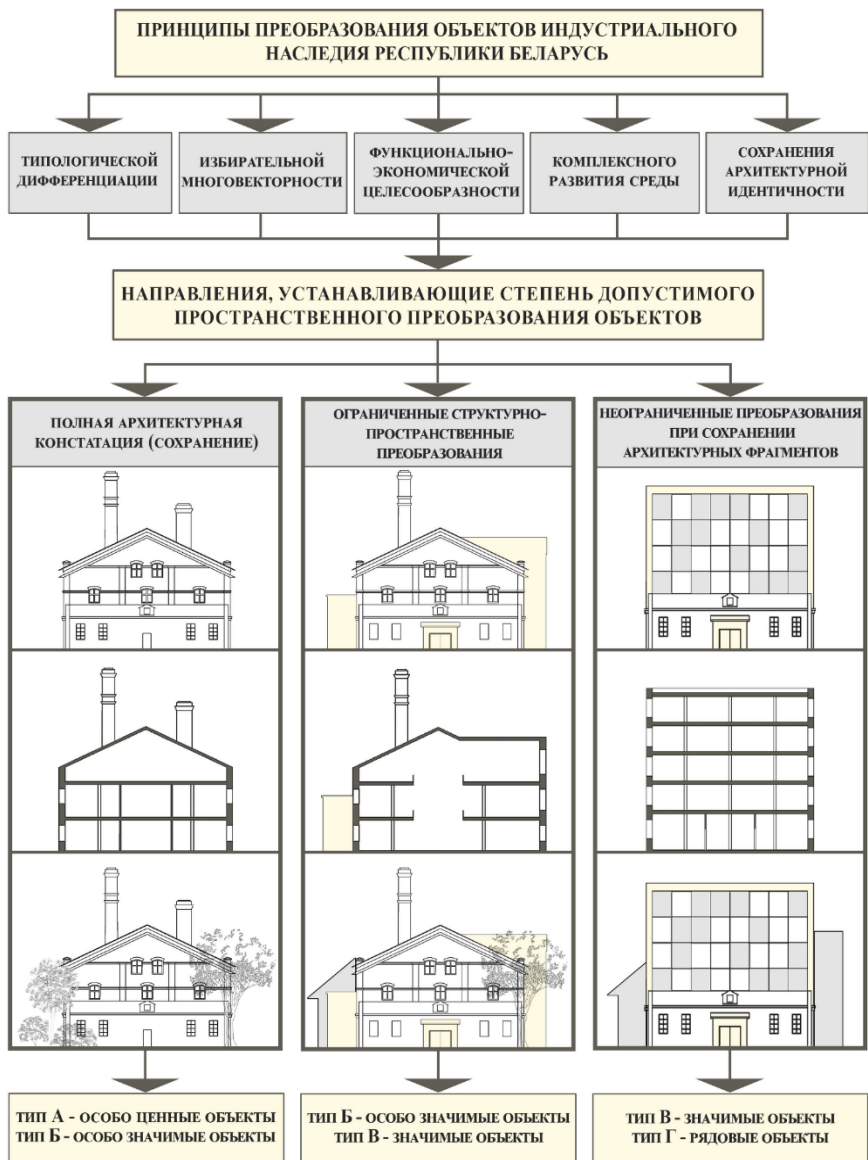 ПРИНЦИПЫ ПРЕОБРАЗОВАНИЯ ОБЪЕКТОВ ИНДУСТРИАЛЬНОГО
НАСЛЕДИЯ РЕСПУБЛИКИ БЕЛАРУСЬ
ТИПОЛОГИЧЕСКОЙ
ДИФФЕРЕНЦИАЦИИ
ИЗБИРАТЕЛЬНОЙ
МНОГОВЕКТОРНОСТИ
ФУНКЦИОНАЛЬНО-
ЭКОНОМИЧЕСКОЙ
ЦЕЛЕСООБРАЗНОСТИ
КОМПЛЕКСНОГО
РАЗВИТИЯ СРЕДЫ
СОХРАНЕНИЯ
АРХИТЕКТУРНОЙ
ИДЕНТИЧНОСТИ
НАПРАВЛЕНИЯ, УСТАНАВЛИВАЮЩИЕ СТЕПЕНЬ ДОПУСТИМОГО
ПРОСТРАНСТВЕННОГО ПРЕОБРАЗОВАНИЯ ОБЪЕКТОВ
ПОЛНАЯ АРХИТЕКТУРНАЯ
КОНСТАТАЦИЯ (СОХРАНЕНИЕ)
ОГРАНИЧЕННЫЕ СТРУКТУРНО-
ПРОСТРАНСТВЕННЫЕ
ПРЕОБРАЗОВАНИЯ
НЕОГРАНИЧЕННЫЕ ПРЕОБРАЗОВАНИЯ
ПРИ СОХРАНЕНИИ
АРХИТЕКТУРНЫХ ФРАГМЕНТОВ
ТИП А - ОСОБО ЦЕННЫЕ ОБЪЕКТЫ
ТИП Б - ОСОБО ЗНАЧИМЫЕ ОБЪЕКТЫ
ТИП Б - ОСОБО ЗНАЧИМЫЕ ОБЪЕКТЫ
ТИП В - ЗНАЧИМЫЕ ОБЪЕКТЫ
ТИП В - ЗНАЧИМЫЕ ОБЪЕКТЫ
ТИП Г - РЯДОВЫЕ ОБЪЕКТЫ